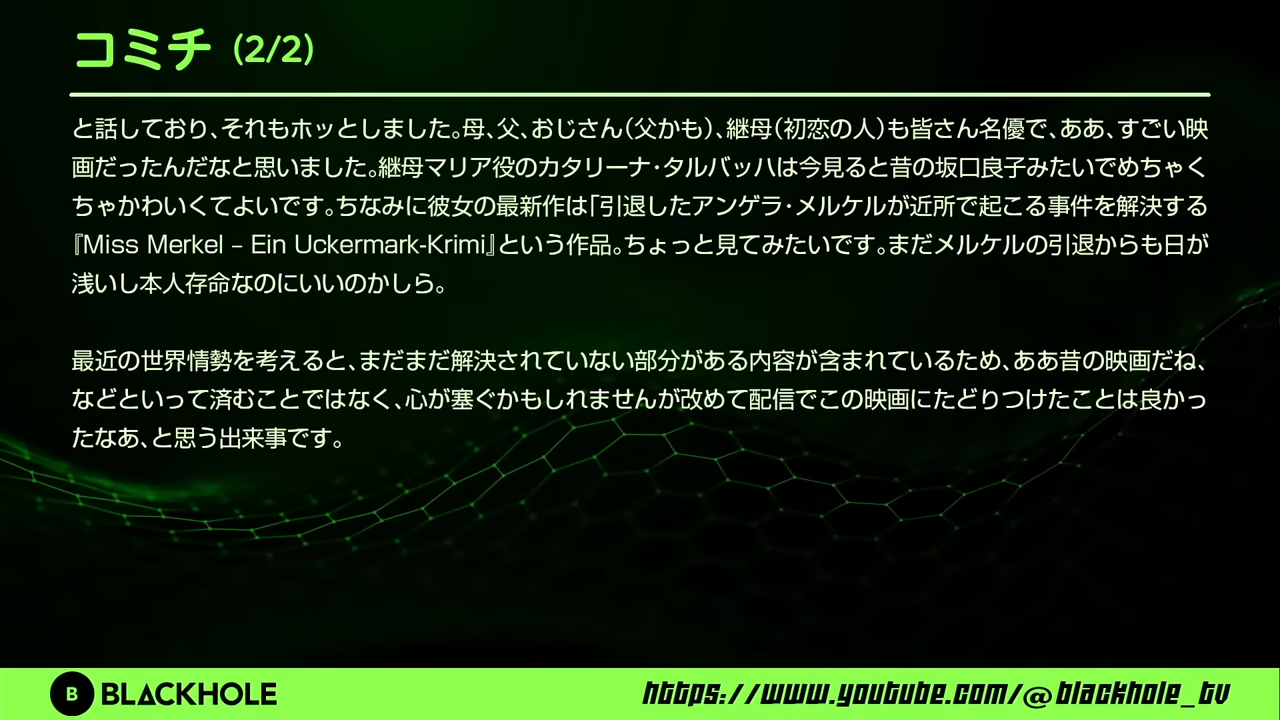 コミチ (2/2)
と話しており、それもホッとしました。母、父、おじさん(父かも)、継母(初恋の人)も皆さん名優で、ああ、すごい映
画だったんだなと思いました。継母マリア役のカタリーナ・タルバッハは今見ると昔の坂口良子みたいでめちゃく
ちゃかわいくてよいです。ちなみに彼女の最新作は「引退したアンゲラ・メルケルが近所で起こる事件を解決する
『Miss Merkel – Ein Uckermark-Krimi』という作品。ちょっと見てみたいです。まだメルケルの引退からも日が
浅いし本人存命なのにいいのかしら。
最近の世界情勢を考えると、まだまだ解決されていない部分がある内容が含まれているため、ああ昔の映画だね、
などといって済むことではなく、心が塞ぐかもしれませんが改めて配信でこの映画にたどりつけたことは良かっ
たなあ、と思う出来事です。
B BLACKHOLE
https://www.youtube.com/@blackhole_tv